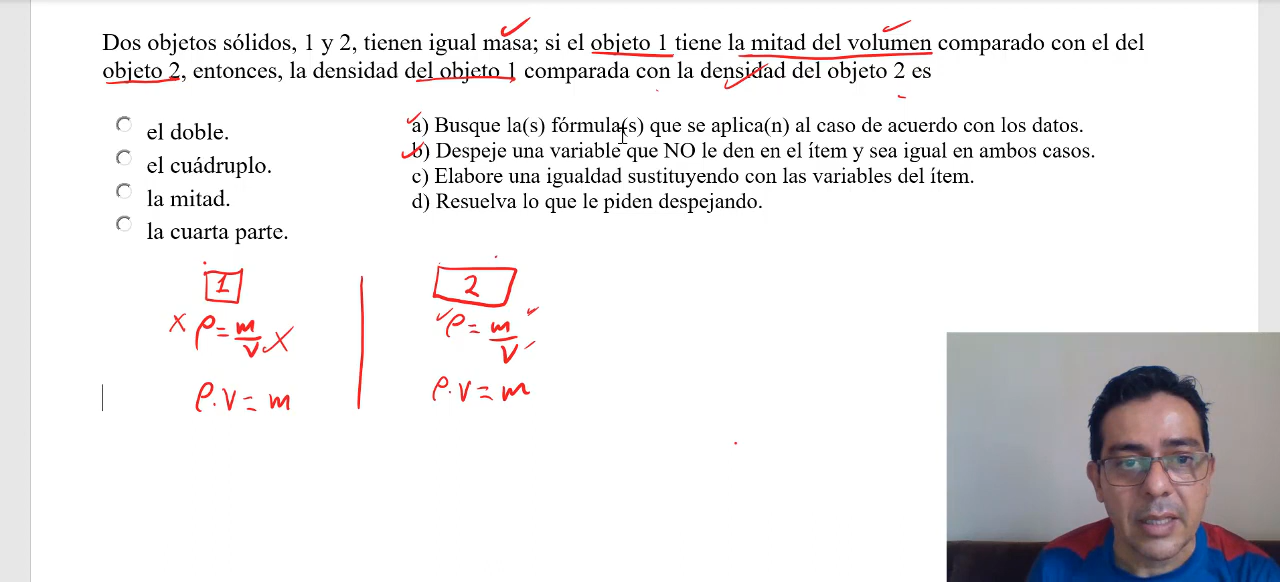 Dos objetos sólidos, 1 y 2, tienen igual masa; si el objeto 1 tiene la mitad del volumen comparado con el del
objeto 2, entonces, la densidad del objeto 1 comparada con la densidad del objeto 2 es
el doble.
el cuádruplo.
la mitad.
la cuarta parte.
a) Busque la(s) fórmula(s) que se aplica(n) al caso de acuerdo con los datos.
b) Despeje una variable que NO le den en el ítem y sea igual en ambos casos.
c) Elabore una igualdad sustituyendo con las variables del ítem.
d) Resuelva lo que le piden despejando.
1
x ρ = m/V x
ρ.V = m
2
ρ = m/V
ρ.V = m